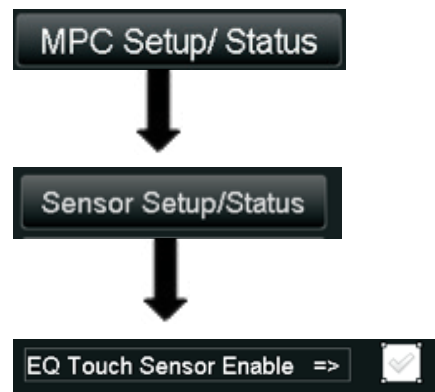 MPC Setup/ Status
Sensor Setup/Status
EQ Touch Sensor Enable =>